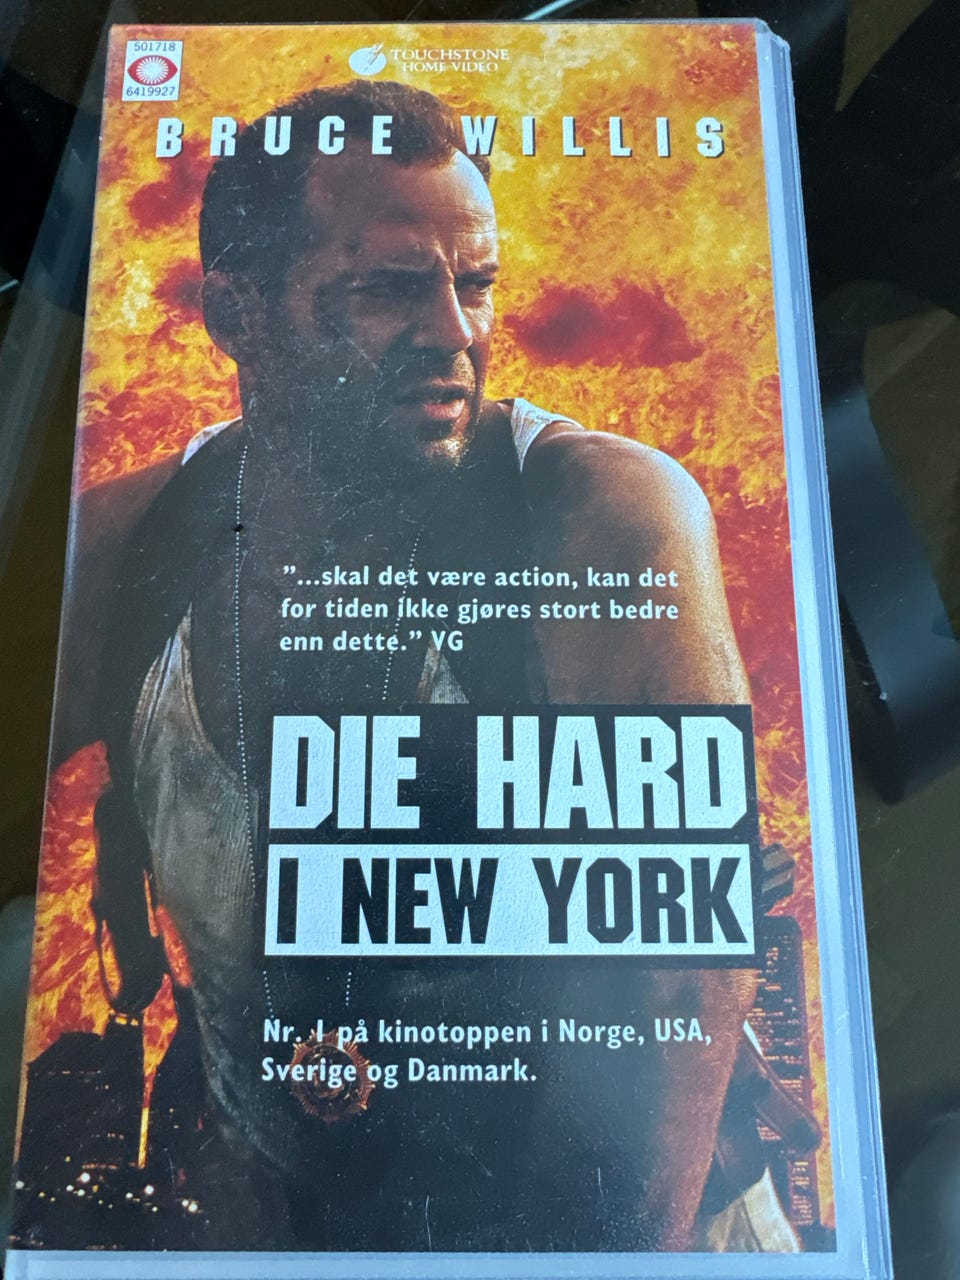 501718
6419927
TOUCHSTONE
HOME VIDEO
BRUCE WILLIS
”...skal det være action, kan det
for tiden ikke gjøres stort bedre
enn dette.” VG
DIE HARD
I NEW YORK
Nr. 1 på kinotoppen i Norge, USA,
Sverige og Danmark.